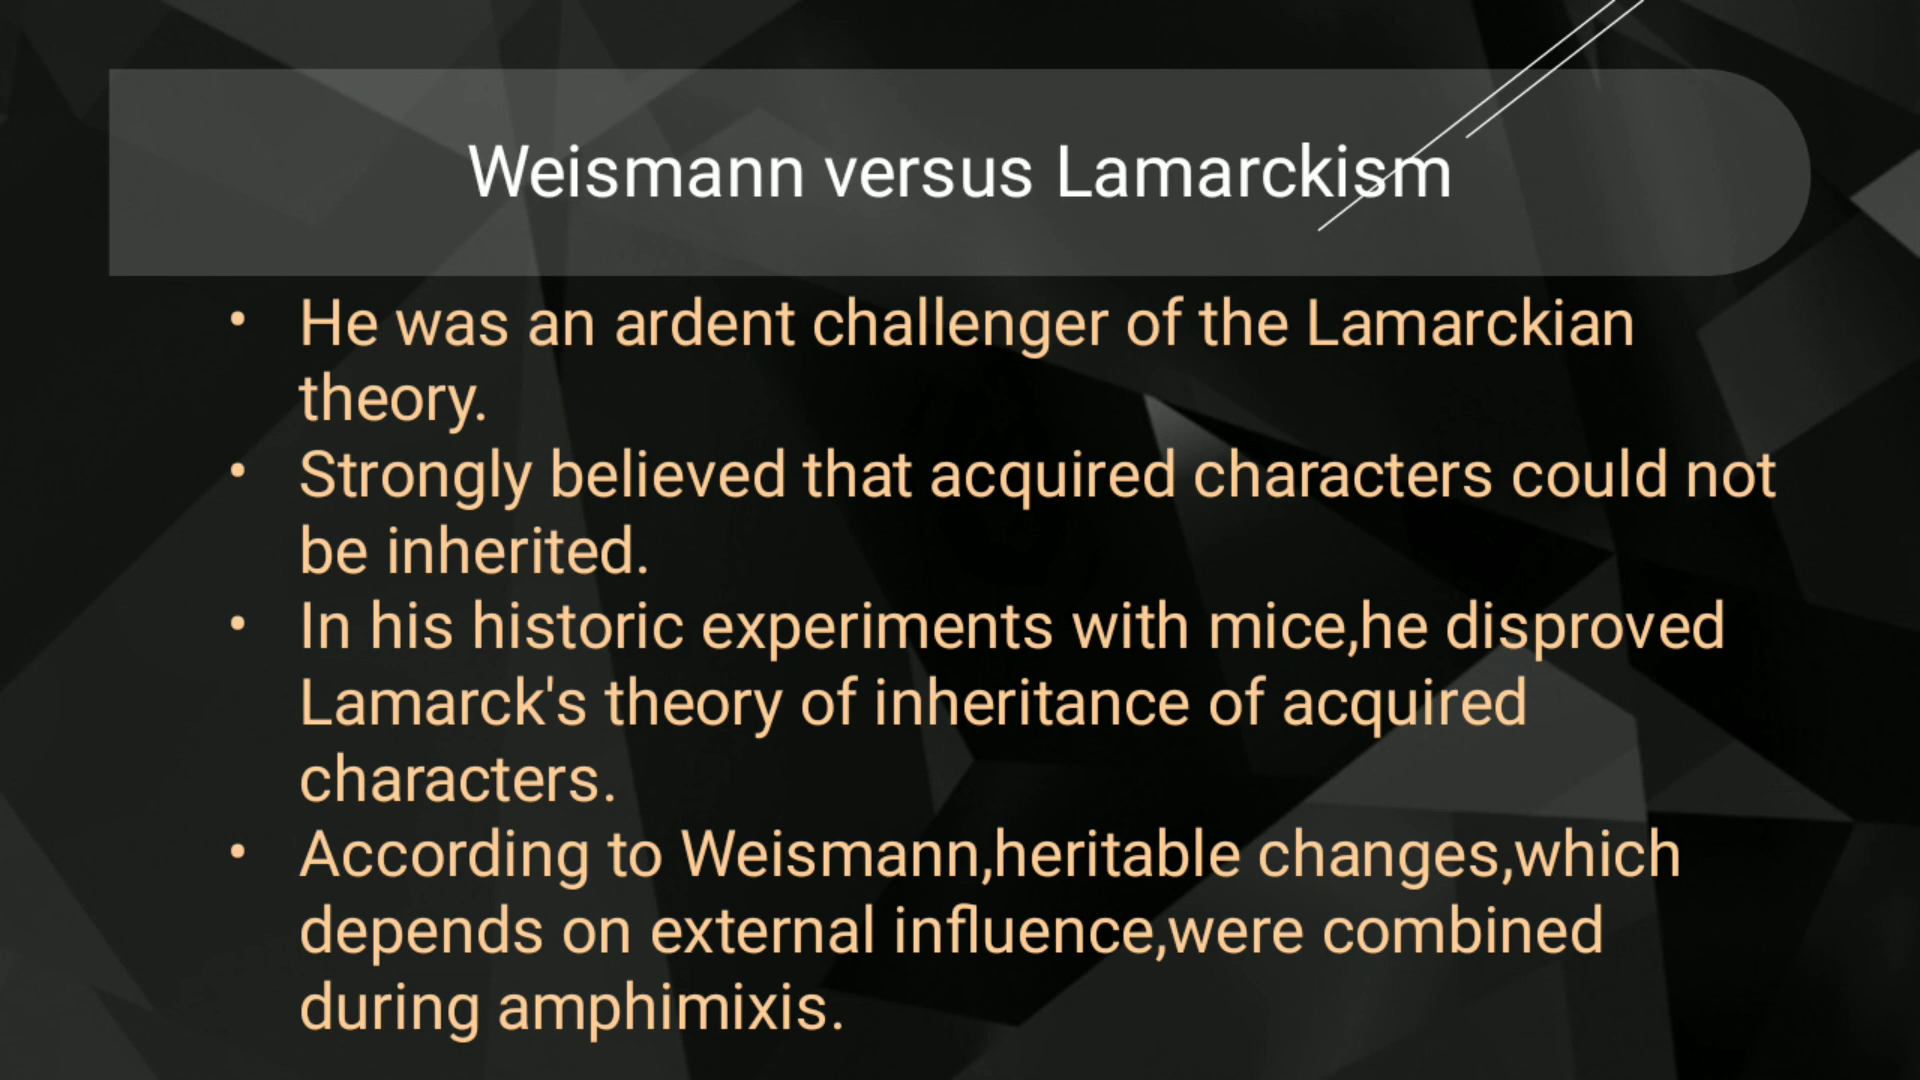 Weismann versus Lamarckism
• He was an ardent challenger of the Lamarckian
theory.
• Strongly believed that acquired characters could not
be inherited.
• In his historic experiments with mice,he disproved
Lamarck's theory of inheritance of acquired
characters.
• According to Weismann,heritable changes,which
depends on external influence,were combined
during amphimixis.